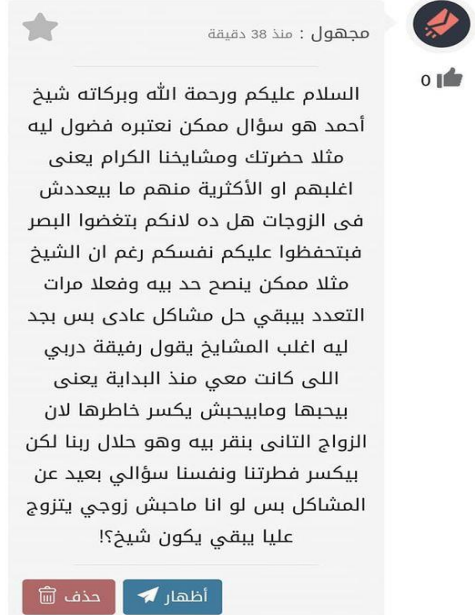 مجهول : منذ 38 دقيقة
0
السلام عليكم ورحمة الله وبركاته شيخ
أحمد هو سؤال ممكن نعتبره فضول ليه
مثلا حضرتك ومشايخنا الكرام يعنى
اغلبهم او الأكثرية منهم ما بيعددش
فى الزوجات هل ده لانكم بتغضوا البصر
فبتحفظوا عليكم نفسكم رغم ان الشيخ
مثلا ممكن ينصح حد بيه وفعلا مرات
التعدد بيبقي حل مشاكل عادى بس بجد
ليه اغلب المشايخ يقول رفيقة دربي
اللى كانت معي منذ البداية يعنى
بيحبها ومابيحبش يكسر خاطرها لان
الزواج التانى بنقر بيه وهو حلال ربنا لكن
بيكسر فطرتنا ونفسنا سؤالي بعيد عن
المشاكل بس لو انا ماحبش زوجي يتزوج
عليا يبقي يكون شيخ؟!
أظهار
حذف